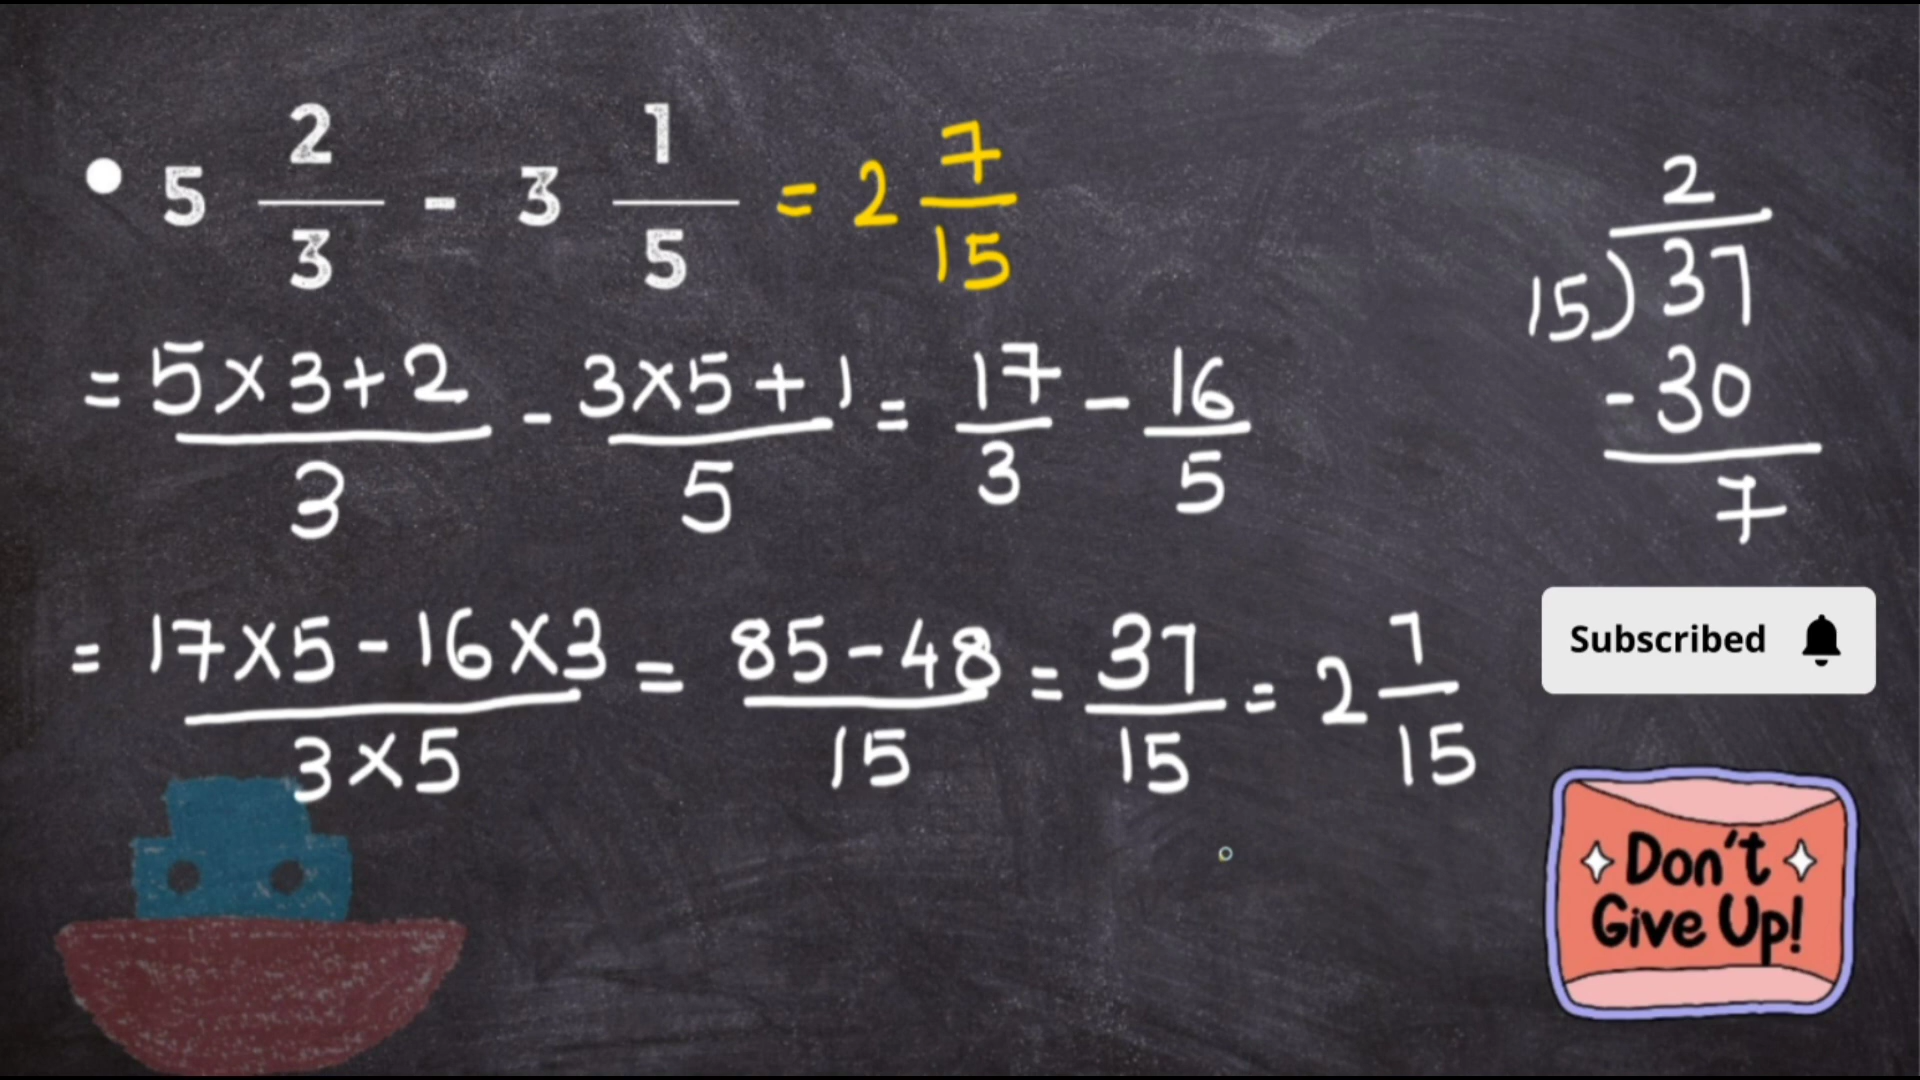 • 5 2/3 - 3 1/5 = 2 7/15
= 5×3+2/3 - 3×5+1/5 = 17/3 - 16/5
= 17×5-16×3/3×5 = 85-48/15 = 37/15 = 2 7/15
2
15)37
-30
7
Subscribed
Don't
Give Up!